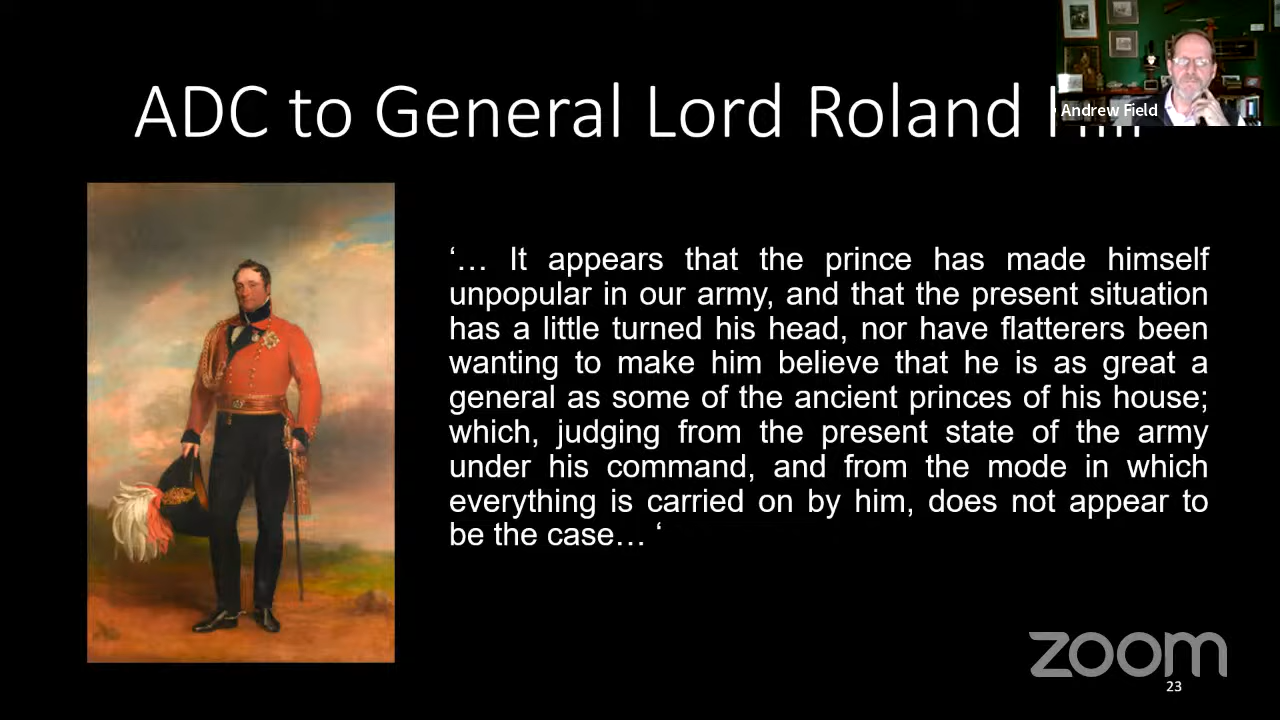 ADC to General Lord Roland
Andrew Field
‘… It appears that the prince has made himself
unpopular in our army, and that the present situation
has a little turned his head, nor have flatterers been
wanting to make him believe that he is as great a
general as some of the ancient princes of his house;
which, judging from the present state of the army
under his command, and from the mode in which
everything is carried on by him, does not appear to
be the case… ‘
zoom
23